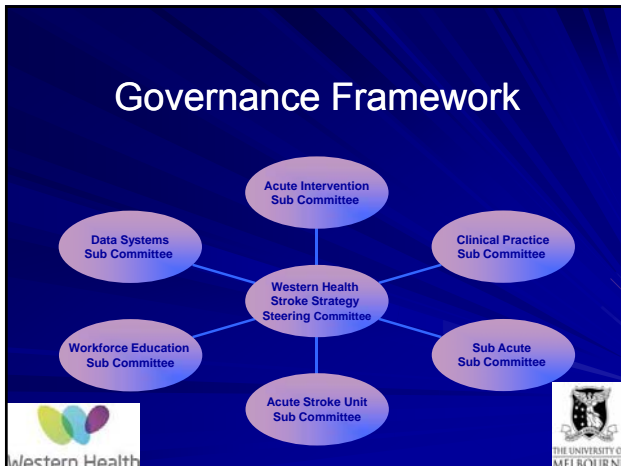 Governance Framework
Acute Intervention
Sub Committee
Data Systems
Sub Committee
Clinical Practice
Sub Committee
Western Health
Stroke Strategy
Steering Committee
Workforce Education
Sub Committee
Sub Acute
Sub Committee
Acute Stroke Unit
Sub Committee
Western Health
THE UNIVERSITY O
MELBOURN